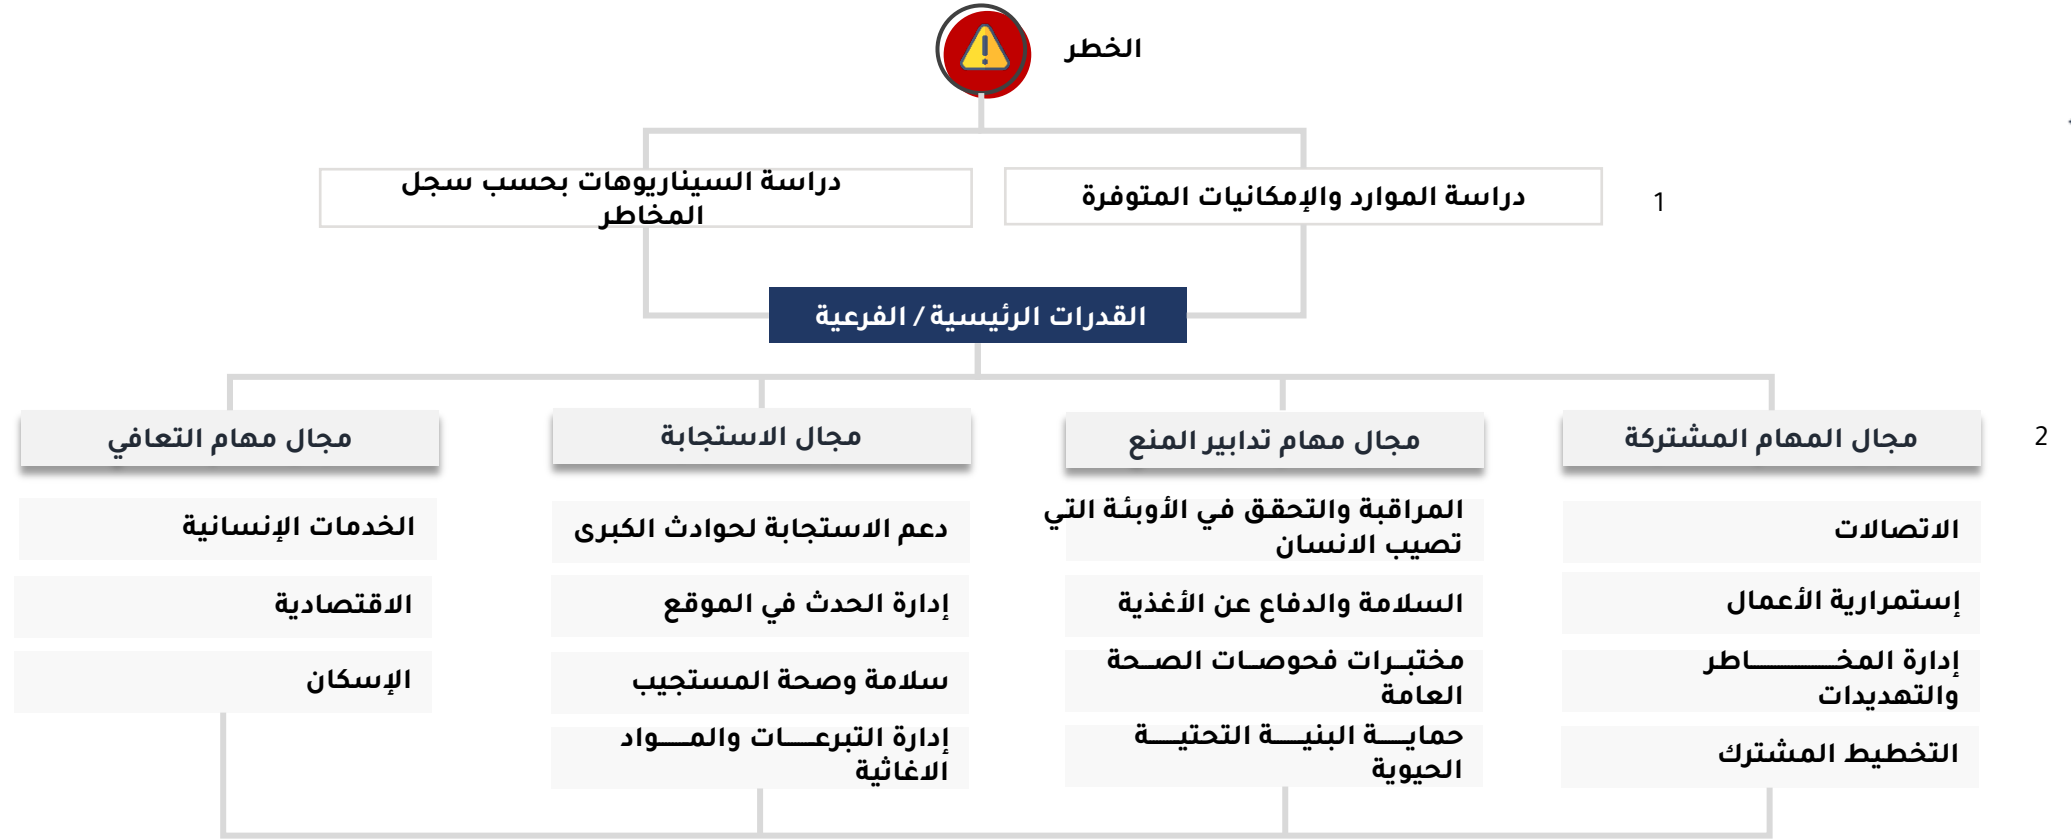 الخطر
دراسة الموارد والإمكانيات المتوفرة
دراسة السيناريوهات بحسب سجل
المخاطر
1
القدرات الرئيسية / الفرعية
2
مجال المهام المشتركة
الاتصالات
إستمرارية الأعمال
إدارة المخــــــــاطر
والتهديدات
التخطيط المشترك
مجال مهام تدابير المنع
المراقبة والتحقق في الأوبئة التي
تصيب الانسان
السلامة والدفاع عن الأغذية
مختبـرات فحوصـات الصـحة
العامة
حمايـــة البنيـــة التحتيـــة
الحيوية
مجال الاستجابة
دعم الاستجابة لحوادث الكبرى
إدارة الحدث في الموقع
سلامة وصحة المستجيب
إدارة التبرعـــات والمـــواد
الاغاثية
مجال مهام التعافي
الخدمات الإنسانية
الاقتصادية
الإسكان